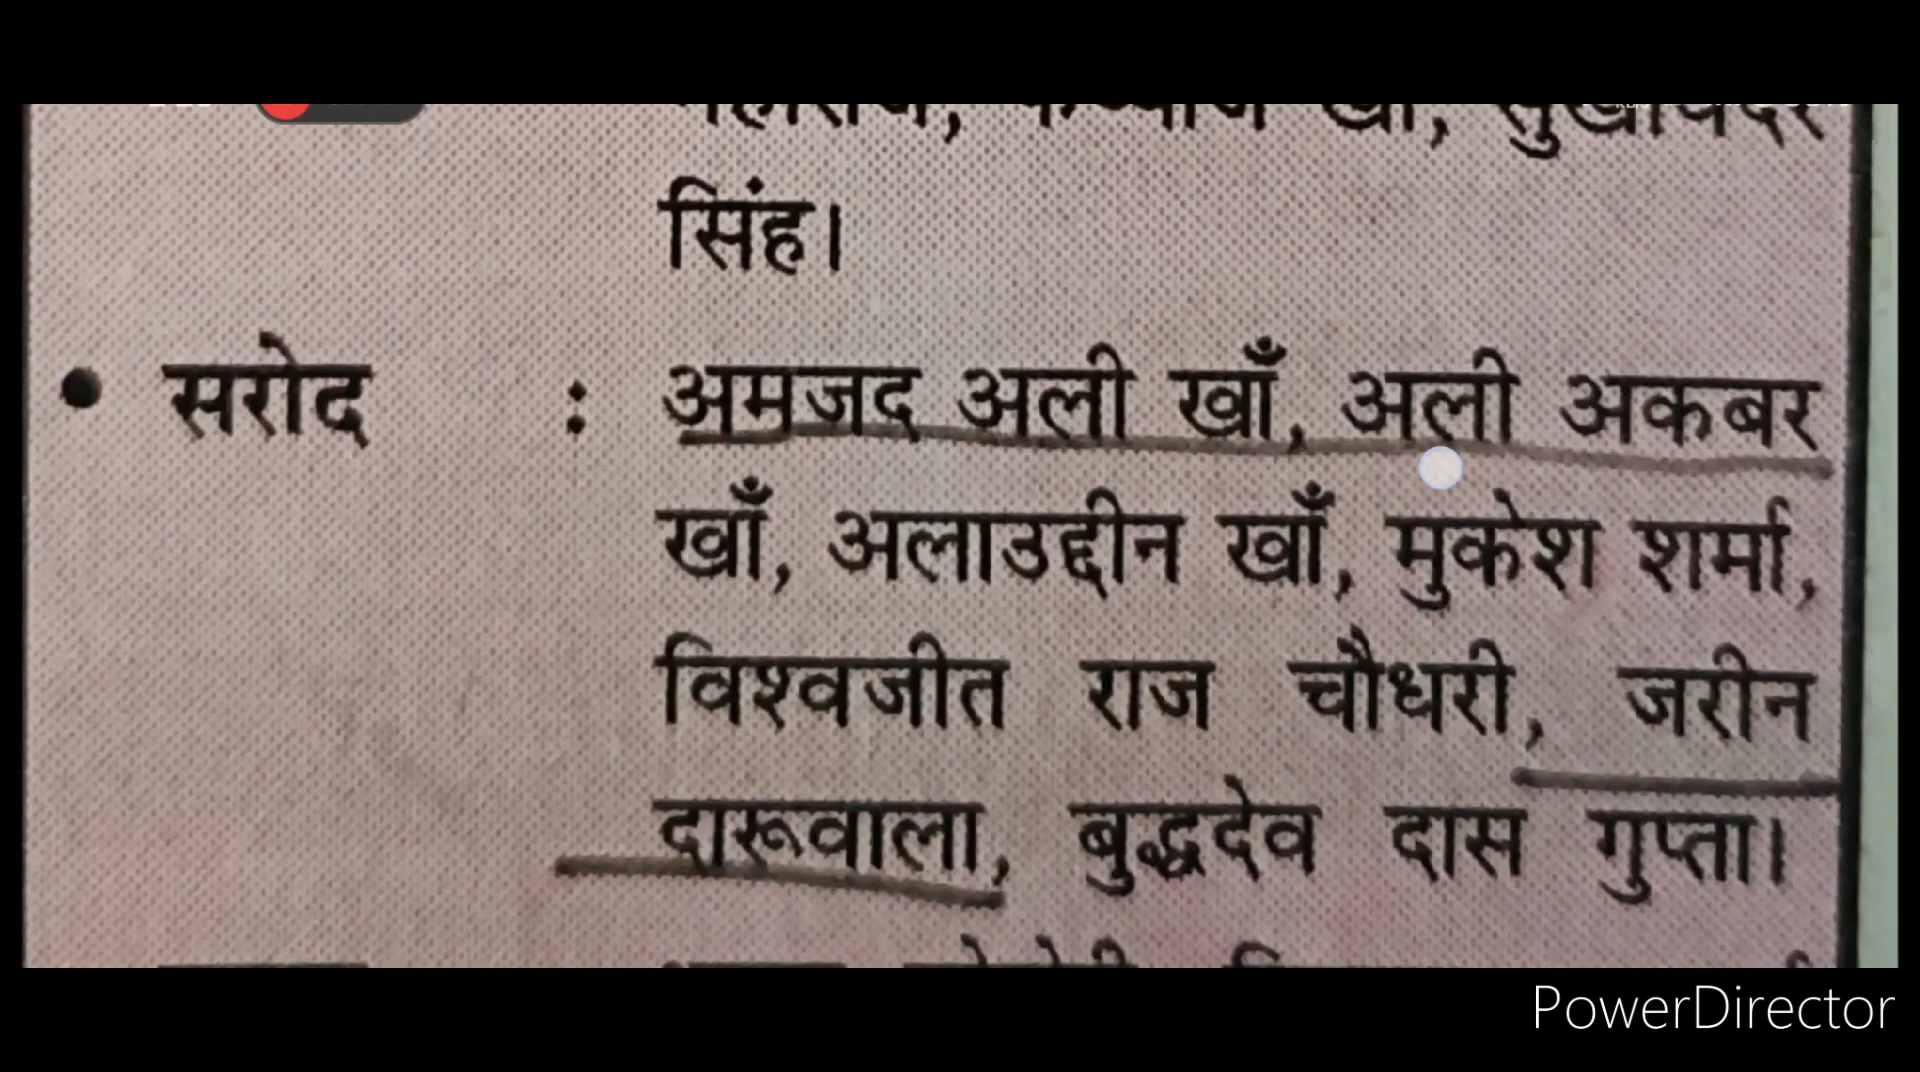 खाँ,
सिंह।
• सरोद : अमजद अली खाँ, अली अकबर
खाँ, अलाउद्दीन खाँ, मुकेश शर्मा,
विश्वजीत राज चौधरी, जरीन
दारूवाला, बुद्धदेव दास गुप्ता।
PowerDirector